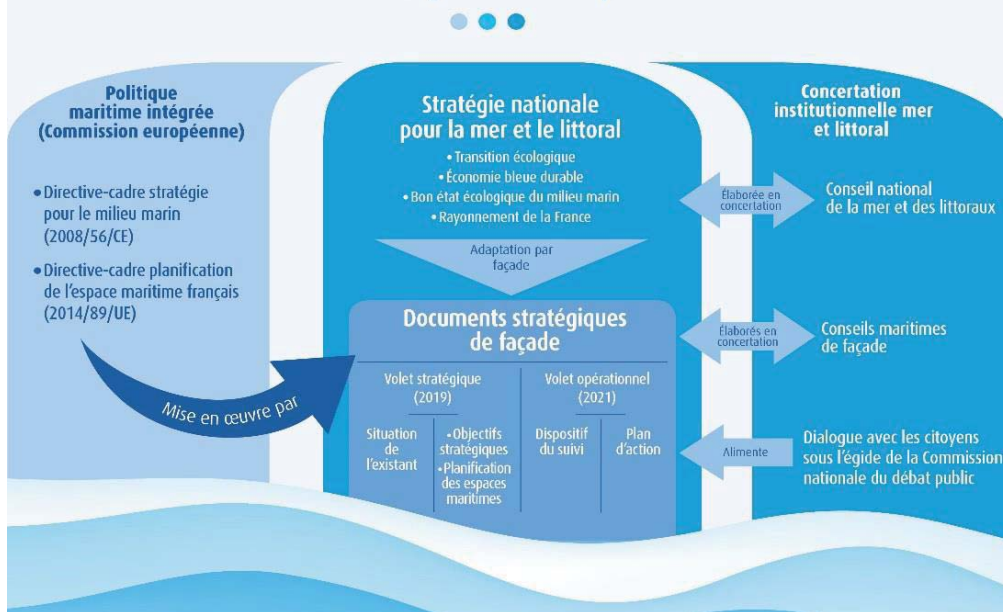 Politique
maritime intégrée
(Commission européenne)
• Directive-cadre stratégie
pour le milieu marin
(2008/56/CE)
• Directive-cadre planification
de l'espace maritime français
(2014/89/UE)
Mise en œuvre par
Stratégie nationale
pour la mer et le littoral
• Transition écologique
• Économie bleue durable
• Bon état écologique du milieu marin
• Rayonnement de la France
Adaptation par
façade
Documents stratégiques
de façade
Volet stratégique
(2019)
Situation
de
l'existant
• Objectifs
stratégiques
• Planification
des espaces
maritimes
Volet opérationnel
(2021)
Dispositif
du suivi
Plan
d'action
Concertation
institutionnelle mer
et littoral
Élaborée en
concertation
Conseil national
de la mer et des littoraux
Élaborés en
concertation
Conseils maritimes
de façade
Alimente
Dialogue avec les citoyens
sous l'égide de la Commission
nationale du débat public